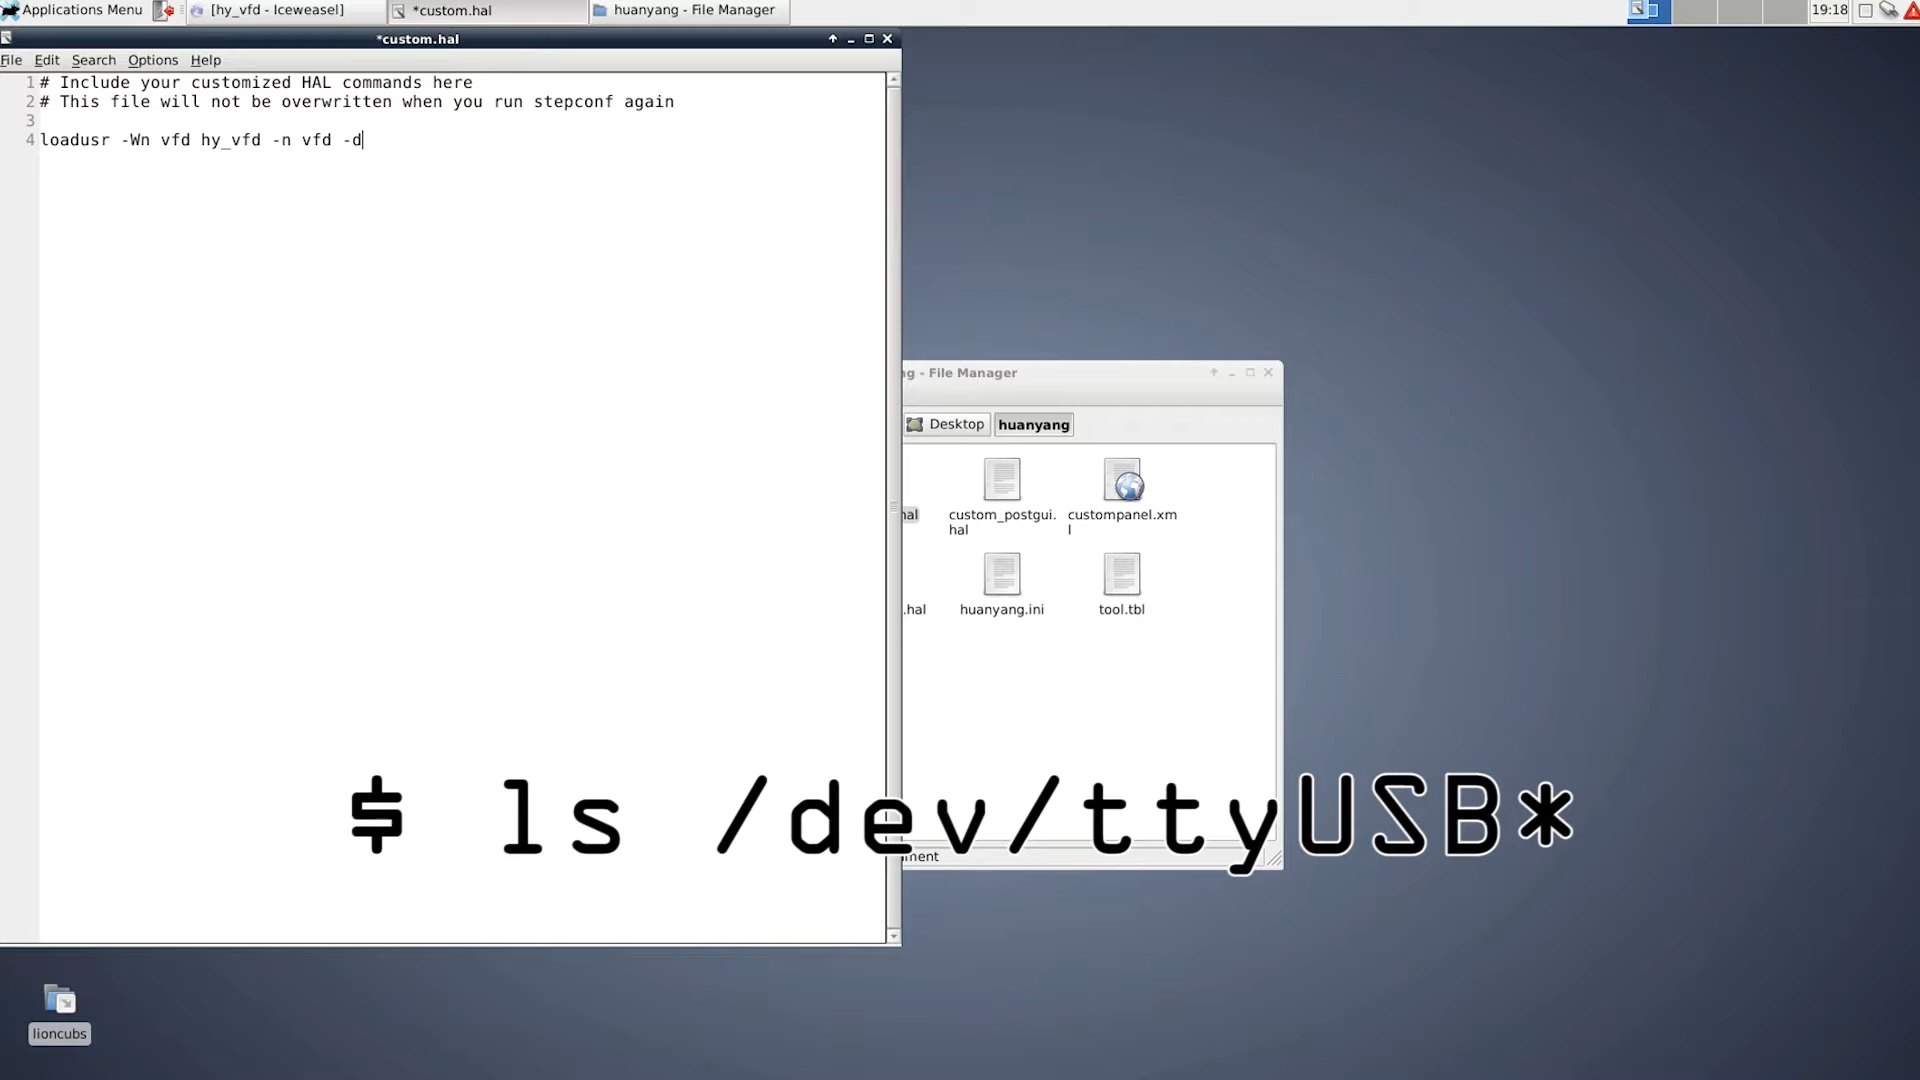 Applications Menu
[hy_vfd - Iceweasel]
*custom.hal
huanyang - File Manager
19:18
*custom.hal
File Edit Search Options Help
1 # Include your customized HAL commands here
2 # This file will not be overwritten when you run stepconf again
3
4 loadusr -Wn vfd hy_vfd -n vfd -d
ng - File Manager
Desktop
huanyang
hal
custom_postgui.
hal
custompanel.xm
l
.hal
huanyang.ini
tool.tbl
$ ls /dev/ttyUSB*
ment
lioncubs